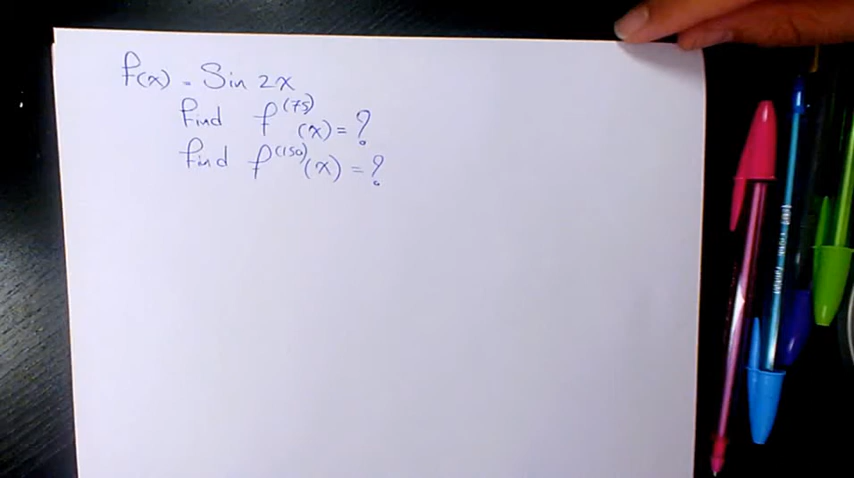 f(x) = Sin 2x
find f^(75)(x) = ?
find f^(150)(x) = ?